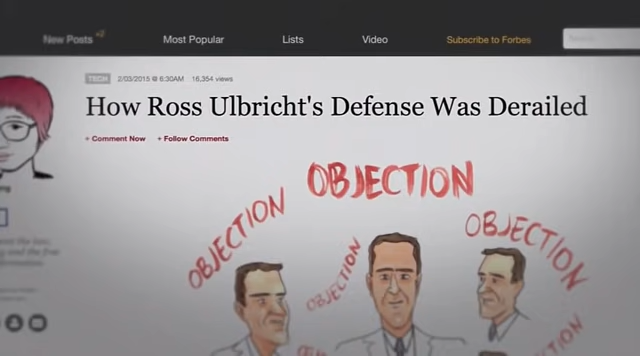 New Posts +2
Most Popular
Lists
Video
Subscribe to Forbes
TECH 2/03/2015 @ 6:30AM 16,354 views
How Ross Ulbricht's Defense Was Derailed
+ Comment Now + Follow Comments
OBJECTION
OBJECTION
OBJECTION
OBJECTION